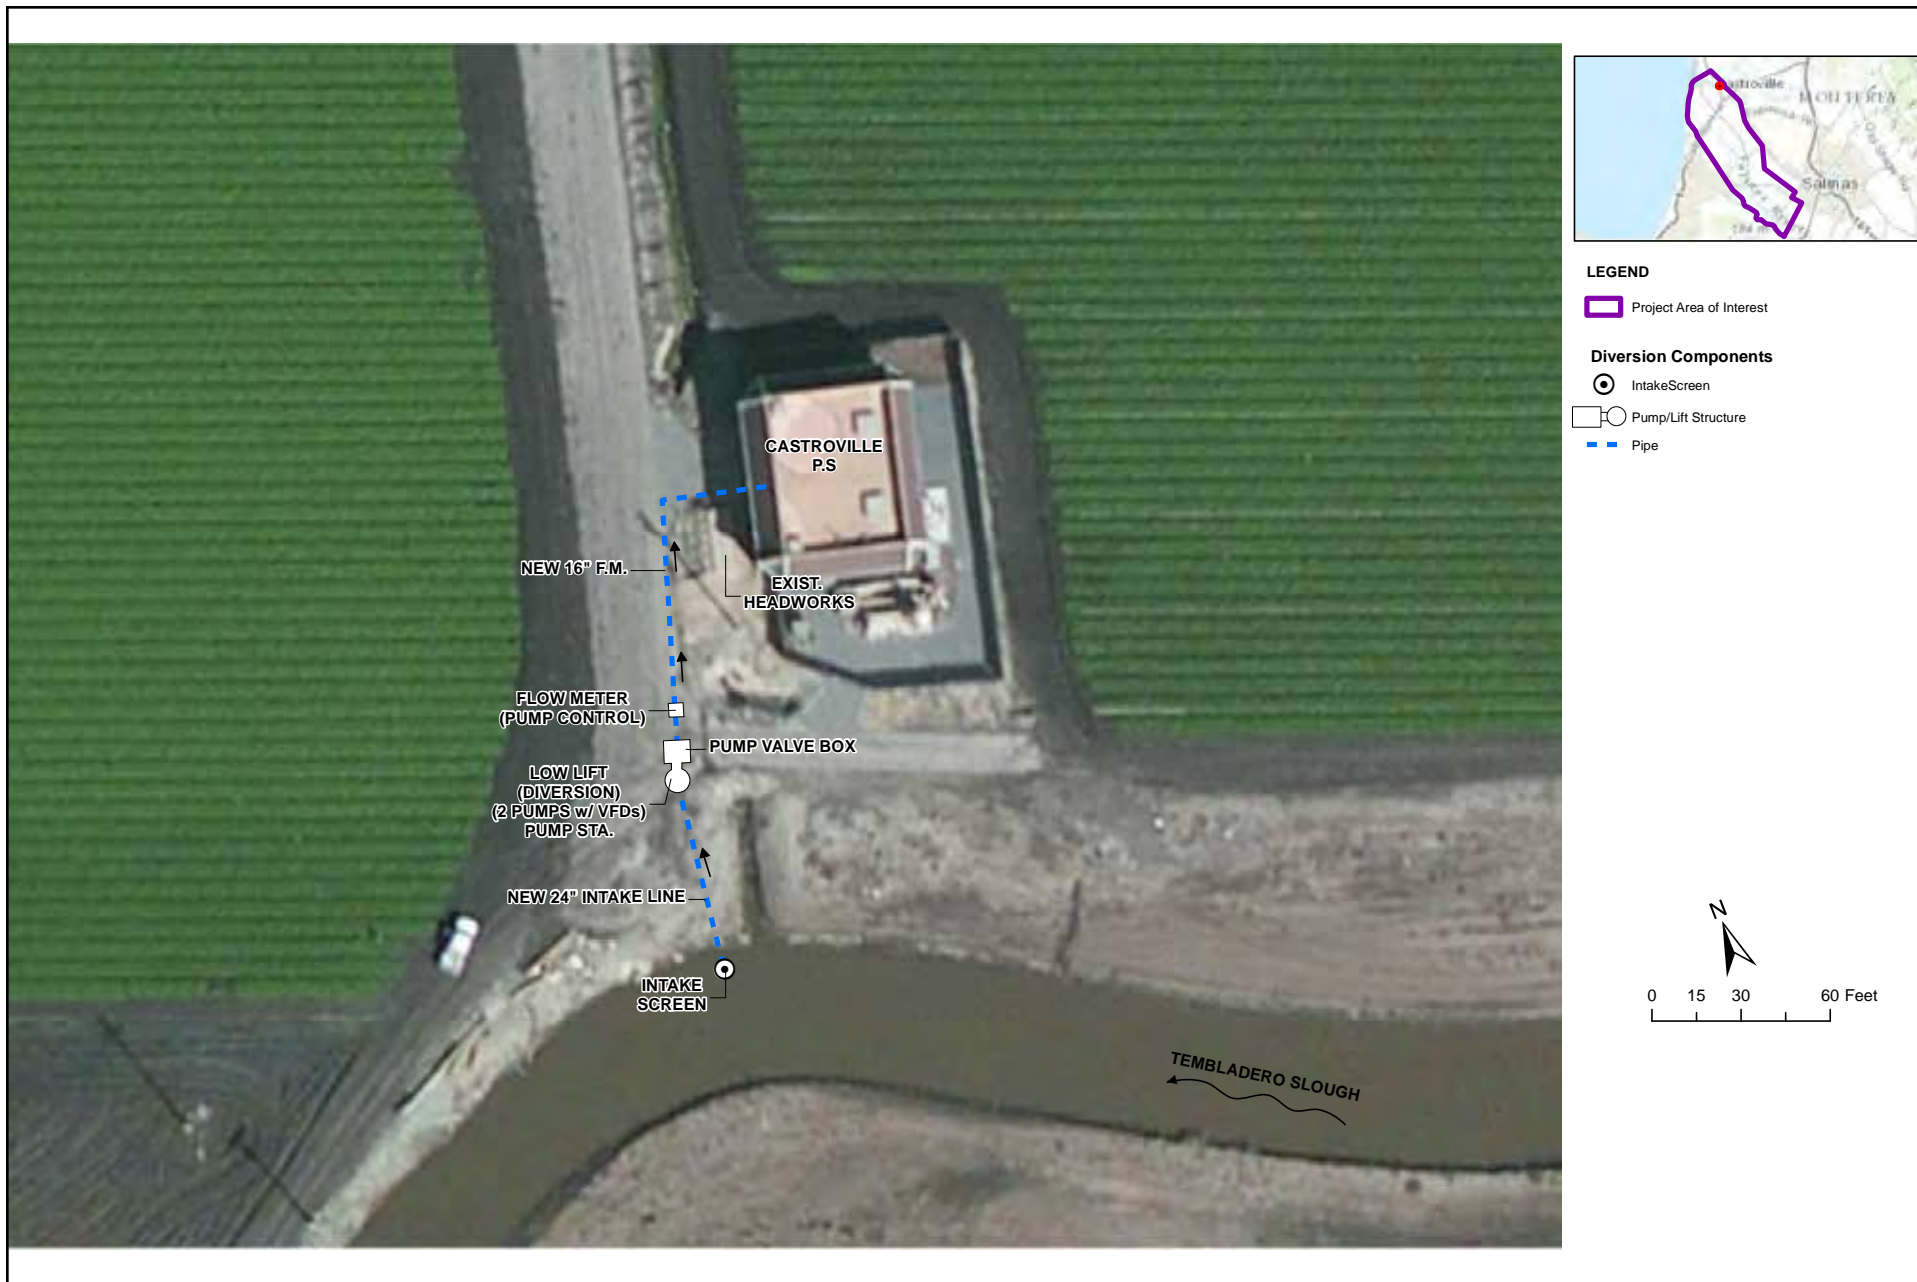 CASTROVILLE
P.S
NEW 16" F.M.
EXIST.
HEADWORKS
FLOW METER
(PUMP CONTROL)
PUMP VALVE BOX
LOW LIFT
(DIVERSION)
(2 PUMPS w/ VFDs)
PUMP STA.
NEW 24" INTAKE LINE
INTAKE
SCREEN
TEMBLADERO SLOUGH
Salinas
LEGEND
Project Area of Interest
Diversion Components
IntakeScreen
Pump/Lift Structure
Pipe
N
0 15 30 60 Feet